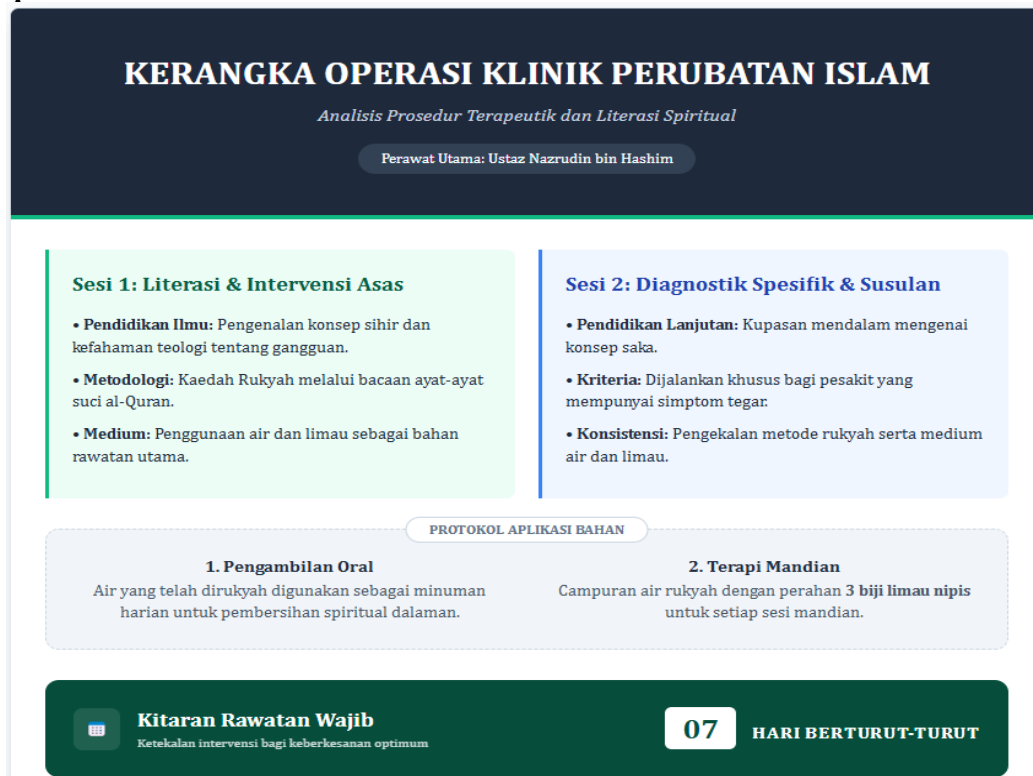 KERANGKA OPERASI KLINIK PERUBATAN ISLAM
Analisis Prosedur Terapeutik dan Literasi Spiritual
Perawat Utama: Ustaz Nazrudin bin Hashim
Sesi 1: Literasi & Intervensi Asas
• Pendidikan Ilmu: Pengenalan konsep sihir dan
kefahaman teologi tentang gangguan.
• Metodologi: Kaedah Rukyah melalui bacaan ayat-ayat
suci al-Quran.
• Medium: Penggunaan air dan limau sebagai bahan
rawatan utama.
Sesi 2: Diagnostik Spesifik & Susulan
• Pendidikan Lanjutan: Kupasan mendalam mengenai
konsep saka.
• Kriteria: Dijalankan khusus bagi pesakit yang
mempunyai simptom tegar.
• Konsistensi: Pengekalan metode rukyah serta medium
air dan limau.
PROTOKOL APLIKASI BAHAN
1. Pengambilan Oral
Air yang telah dirukyah digunakan sebagai minuman
harian untuk pembersihan spiritual dalaman.
2. Terapi Mandian
Campuran air rukyah dengan perahan 3 biji limau nipis
untuk setiap sesi mandian.
Kitaran Rawatan Wajib
Ketekalan intervensi bagi keberkesanan optimum
07 HARI BERTURUT-TURUT